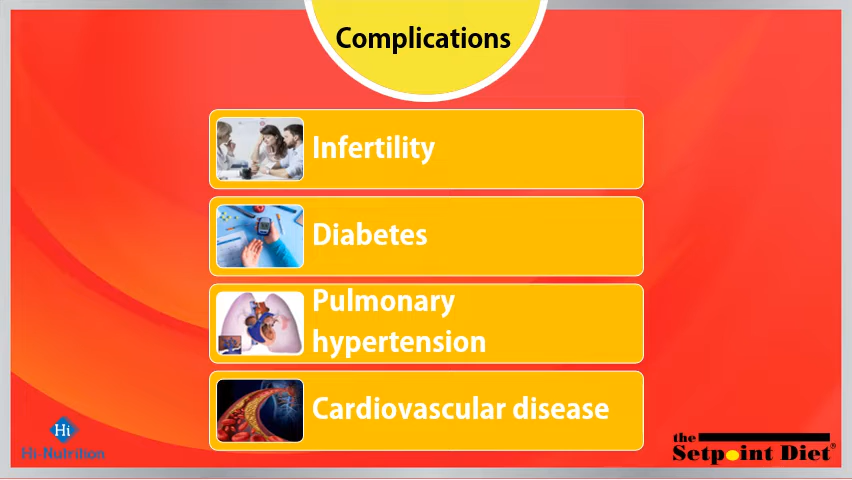 Complications
Infertility
Diabetes
Pulmonary
hypertension
Cardiovascular disease
Hi
Hi-Nutrition
the
Setpoint Diet®